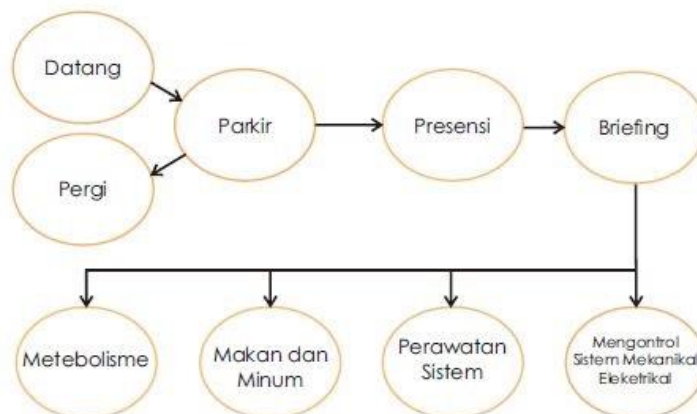 Datang
Parkir
Presensi
Briefing
Pergi
Metebolisme
Makan dan
Minum
Perawatan
Sistem
Mengontrol
Sistem Mekanikal
Eleketrikal